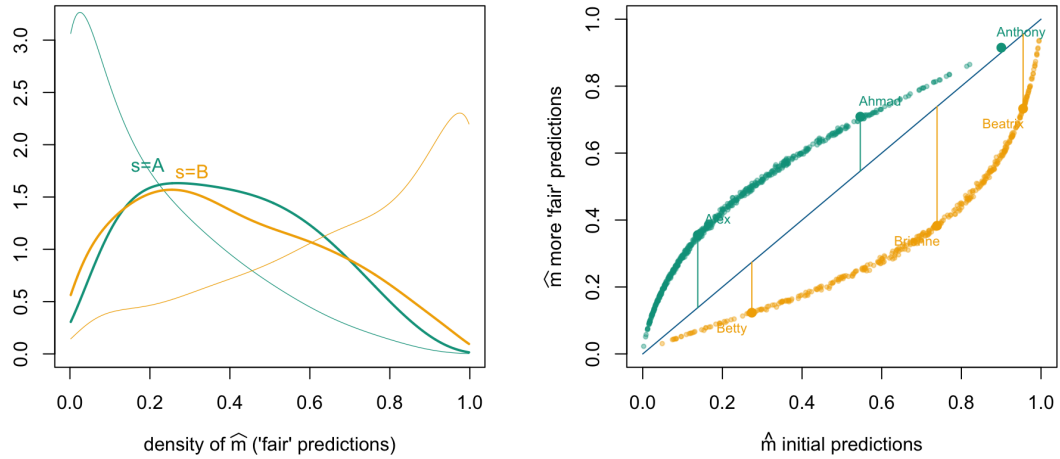 3.0
2.5
2.0
1.5
1.0
0.5
0.0
s=A
s=B
0.0 0.2 0.4 0.6 0.8 1.0
density of m̂ ('fair' predictions)
1.0
0.8
0.6
0.4
0.2
0.0
m̂ more 'fair' predictions
Anthony
Ahmad
Beatrix
Alex
Brianne
Betty
0.0 0.2 0.4 0.6 0.8 1.0
m̂ initial predictions